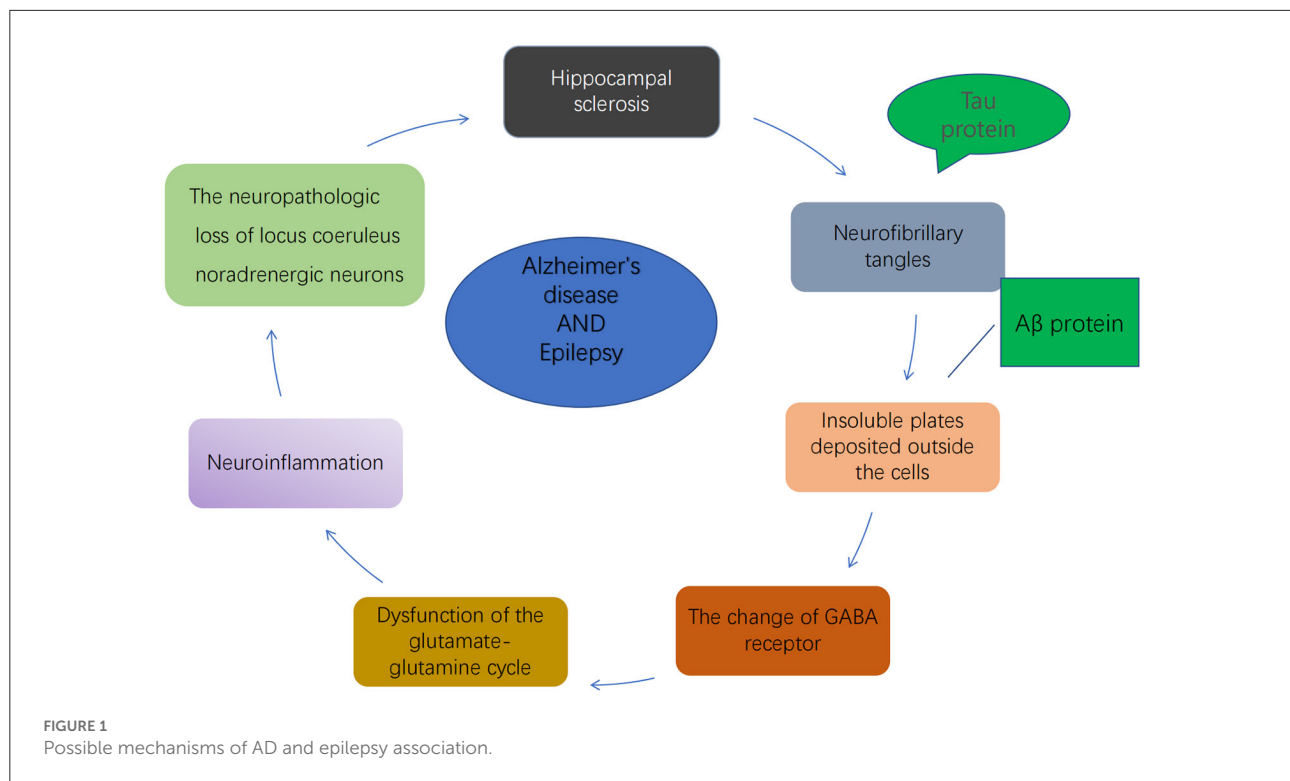 Hippocampal
sclerosis
Tau
protein
The neuropathologic
loss of locus coeruleus
noradrenergic neurons
Neurofibrillary
tangles
Alzheimer's
disease
AND
Epilepsy
Aβ protein
Insoluble plates
deposited outside
the cells
Neuroinflammation
Dysfunction of the
glutamate-
glutamine cycle
The change of GABA
receptor
FIGURE 1
Possible mechanisms of AD and epilepsy association.